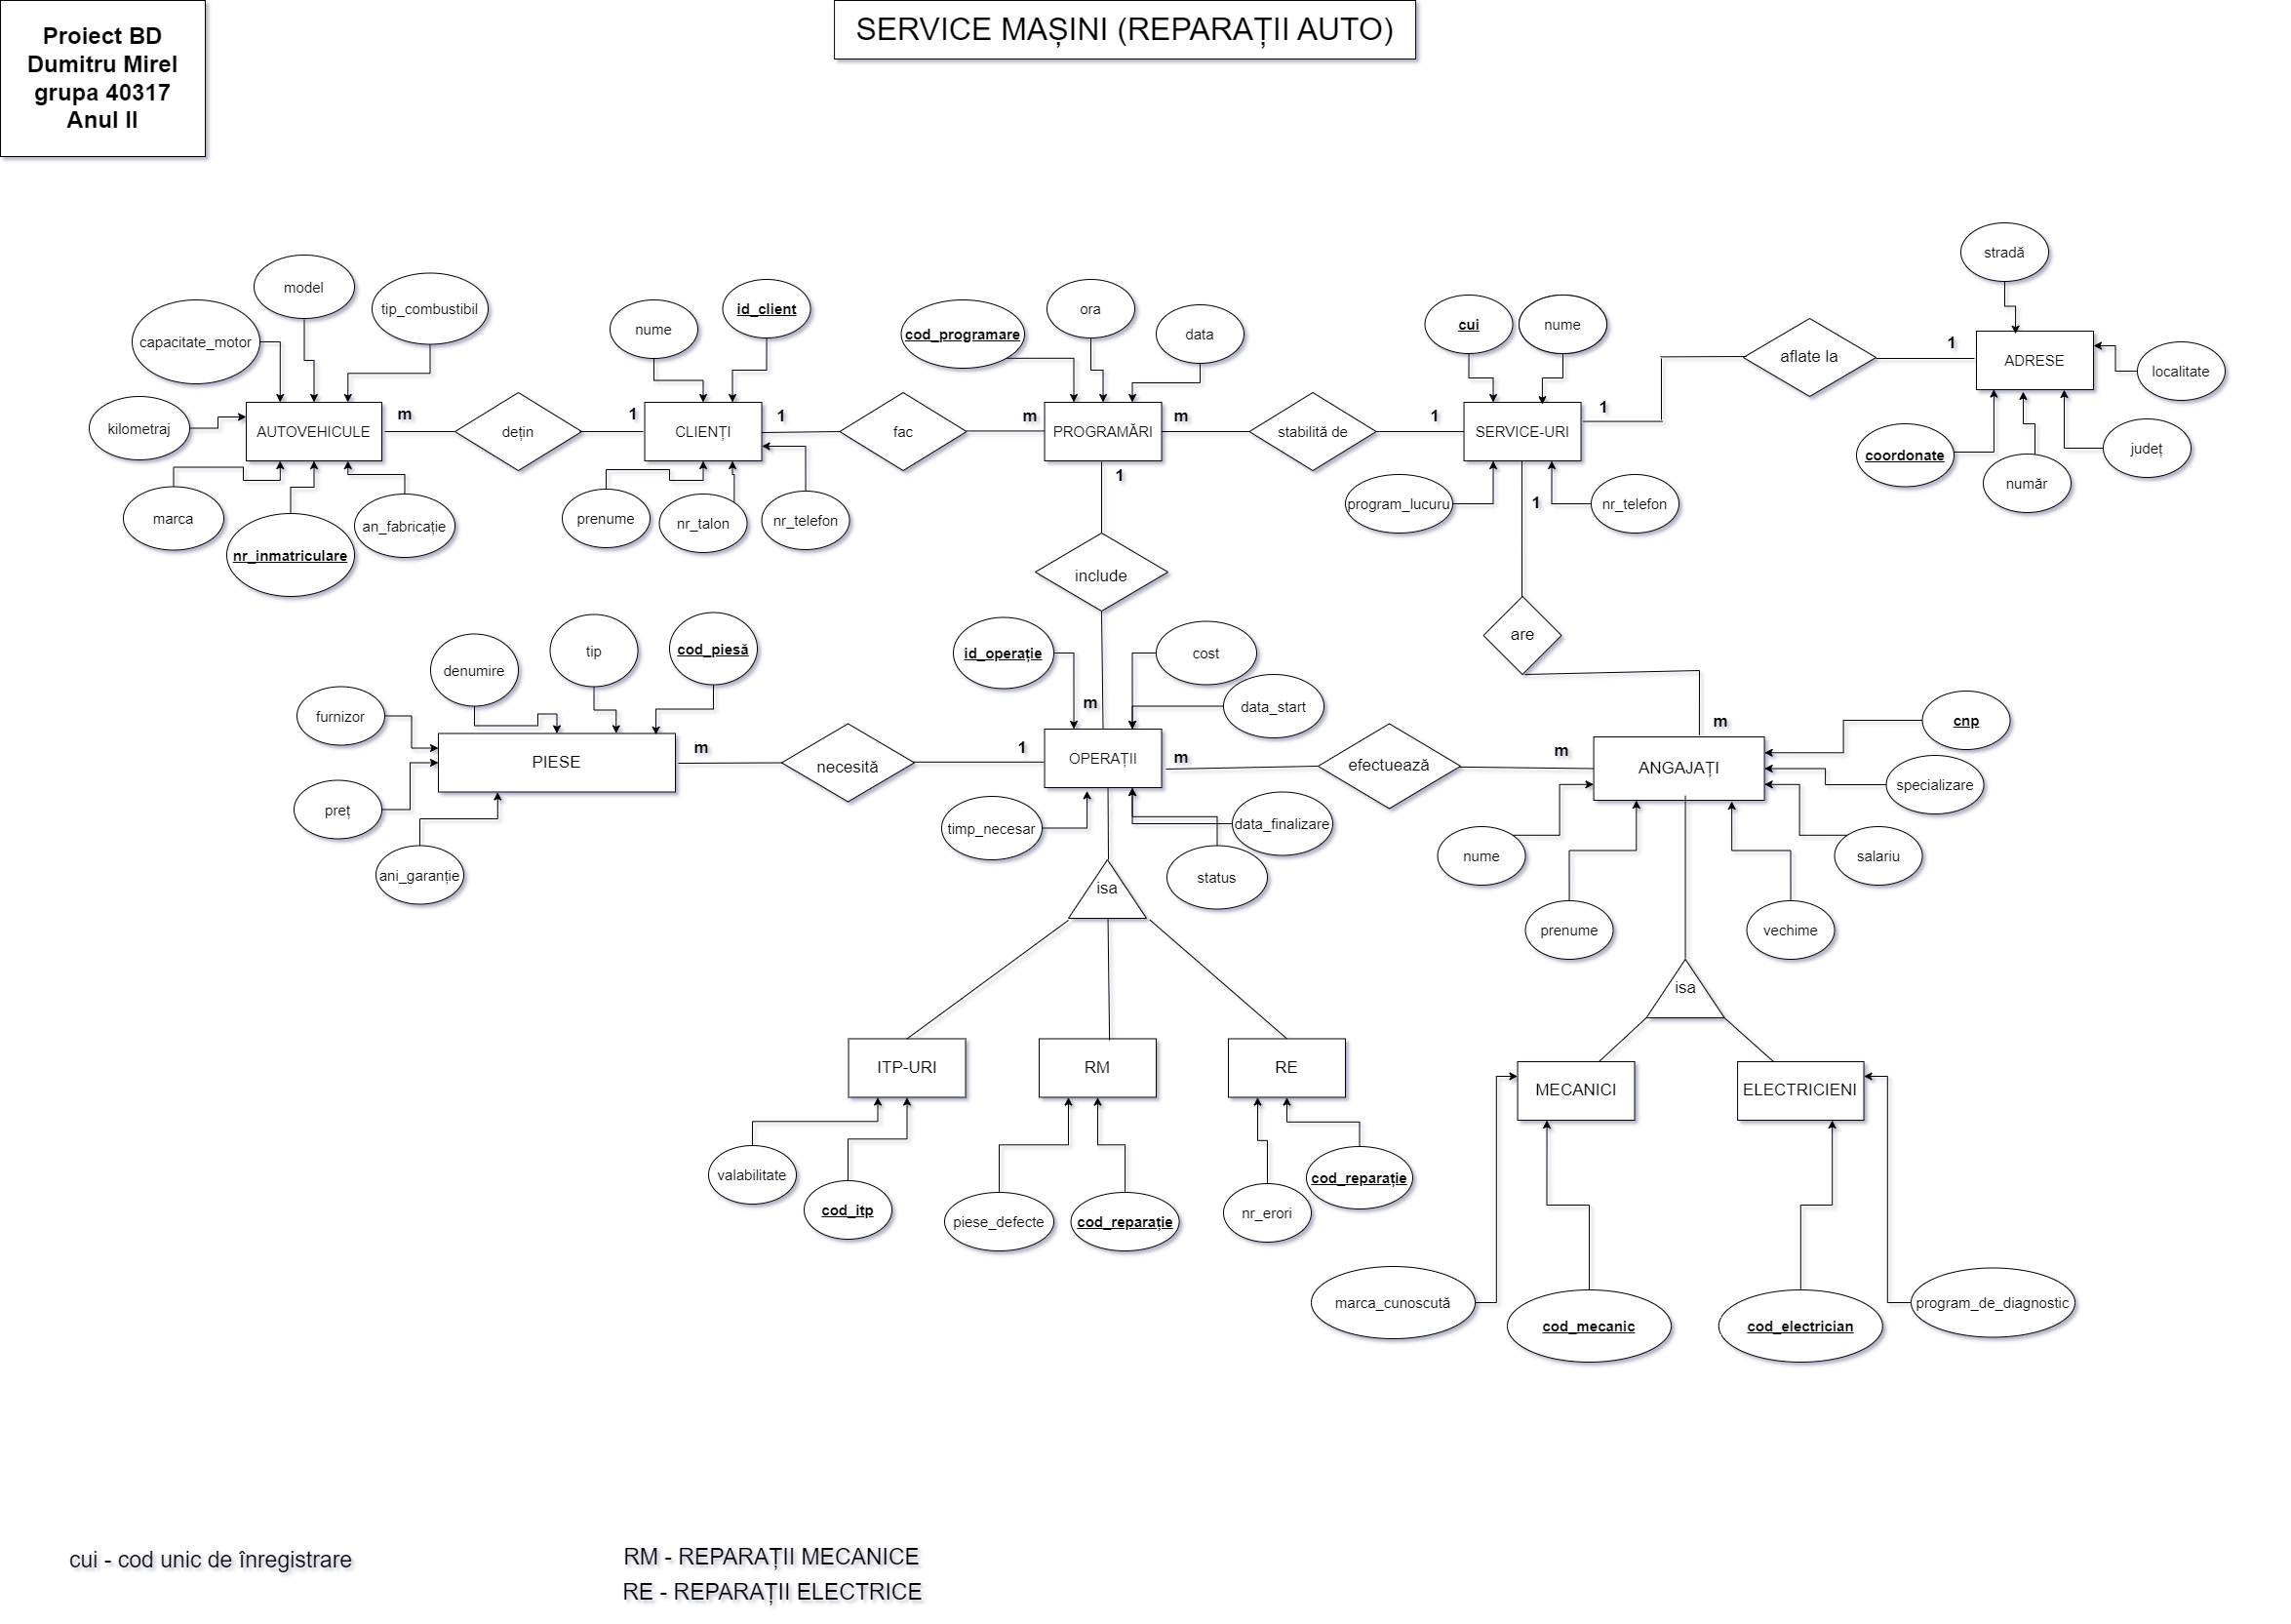 Proiect BD
Dumitru Mirel
grupa 40317
Anul II
SERVICE MAȘINI (REPARAȚII AUTO)
model
tip_combustibil
capacitate_motor
kilometraj
AUTOVEHICULE
marca
nr_inmatriculare
an_fabricație
m
dețin
1
nume
id_client
CLIENȚI
prenume
nr_talon
nr_telefon
1
fac
m
cod_programare
ora
data
PROGRAMĂRI
m
stabilită de
1
cui
nume
SERVICE-URI
program_lucuru
nr_telefon
1
aflate la
1
stradă
ADRESE
localitate
coordonate
număr
județ
1
include
m
1
are
m
furnizor
denumire
tip
cod_piesă
PIESE
preț
ani_garanție
m
necesită
1
id_operație
cost
data_start
OPERAȚII
timp_necesar
data_finalizare
status
m
efectuează
m
ANGAJAȚI
cnp
specializare
salariu
nume
prenume
vechime
isa
isa
ITP-URI
RM
RE
valabilitate
cod_itp
piese_defecte
cod_reparație
nr_erori
cod_reparație
MECANICI
ELECTRICIENI
marca_cunoscută
cod_mecanic
cod_electrician
program_de_diagnostic
cui - cod unic de înregistrare
RM - REPARAȚII MECANICE
RE - REPARAȚII ELECTRICE